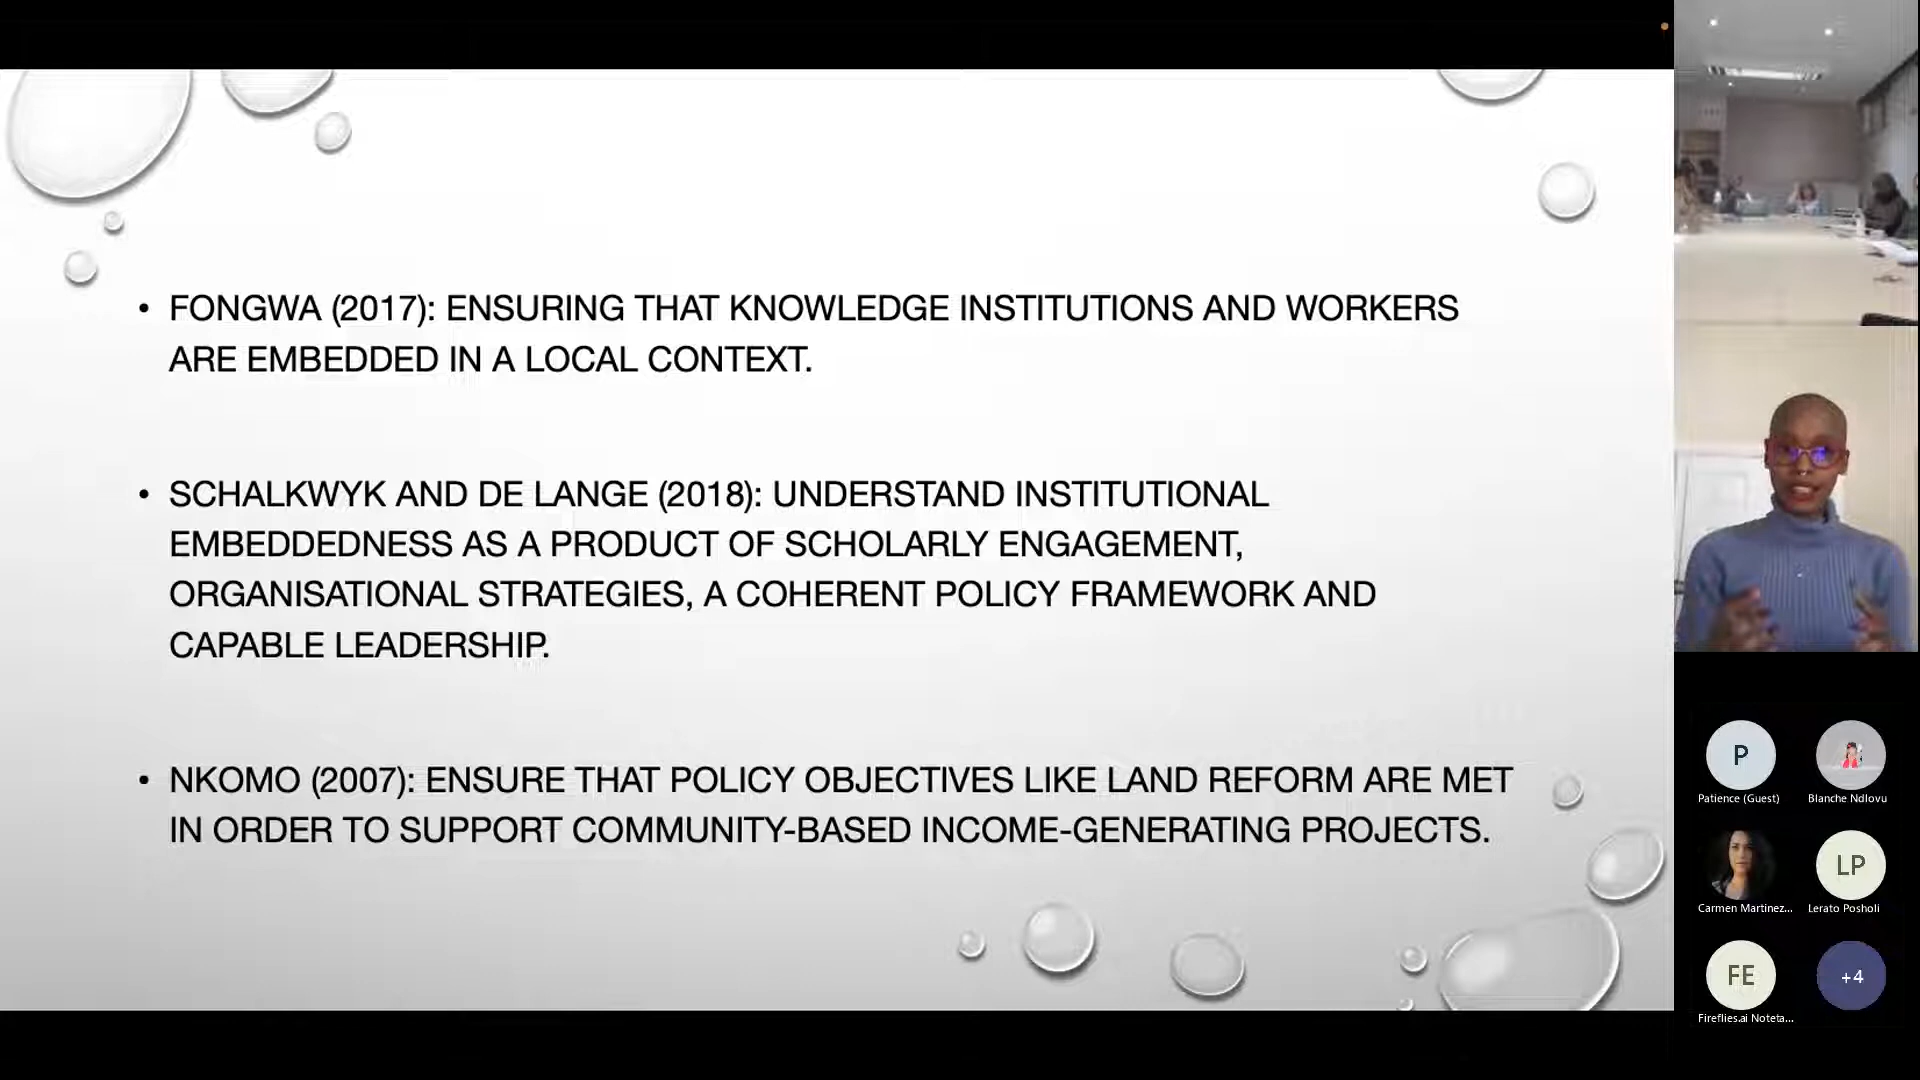 • FONGWA (2017): ENSURING THAT KNOWLEDGE INSTITUTIONS AND WORKERS
ARE EMBEDDED IN A LOCAL CONTEXT.
• SCHALKWYK AND DE LANGE (2018): UNDERSTAND INSTITUTIONAL
EMBEDDEDNESS AS A PRODUCT OF SCHOLARLY ENGAGEMENT,
ORGANISATIONAL STRATEGIES, A COHERENT POLICY FRAMEWORK AND
CAPABLE LEADERSHIP.
• NKOMO (2007): ENSURE THAT POLICY OBJECTIVES LIKE LAND REFORM ARE MET
IN ORDER TO SUPPORT COMMUNITY-BASED INCOME-GENERATING PROJECTS.
P
Patience (Guest)
Blanche Ndlovu
Carmen Martinez...
LP
Lerato Posholi
FE
Fireflies.ai Noteta...
+4